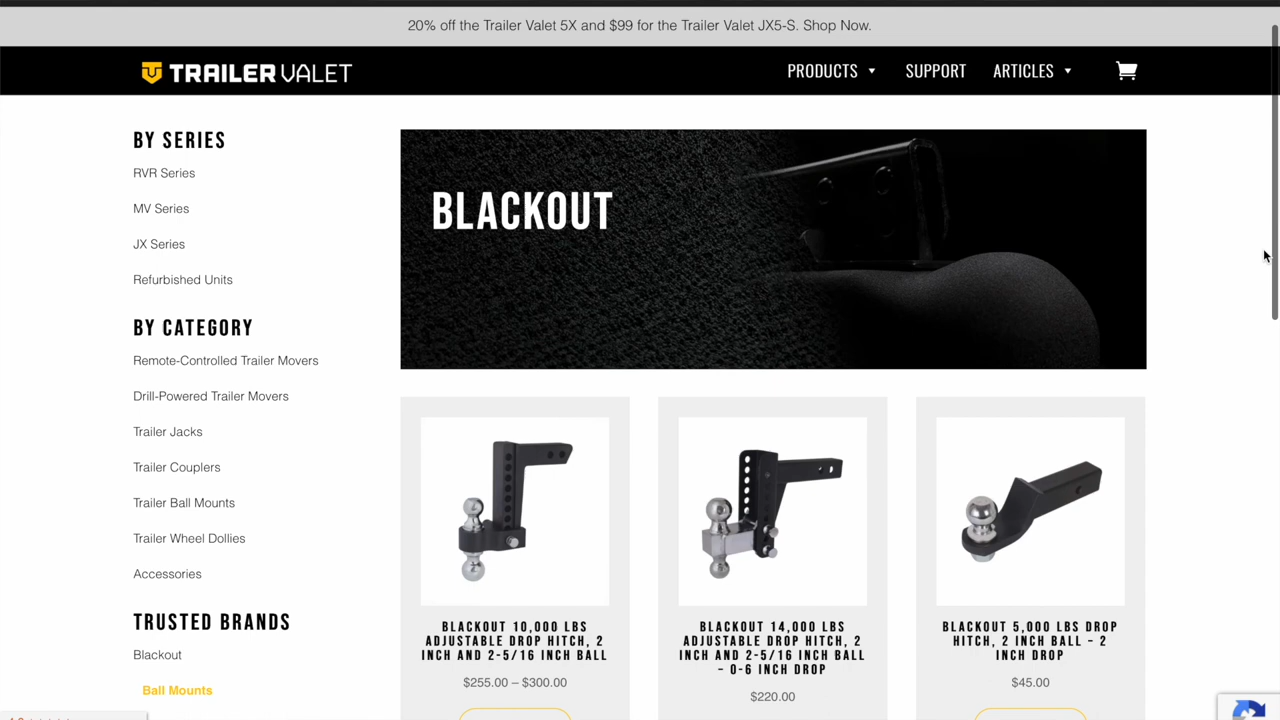 20% off the Trailer Valet 5X and $99 for the Trailer Valet JX5-S. Shop Now.
TRAILER VALET
PRODUCTS
SUPPORT
ARTICLES
BY SERIES
RVR Series
MV Series
JX Series
Refurbished Units
BY CATEGORY
Remote-Controlled Trailer Movers
Drill-Powered Trailer Movers
Trailer Jacks
Trailer Couplers
Trailer Ball Mounts
Trailer Wheel Dollies
Accessories
TRUSTED BRANDS
Blackout
Ball Mounts
BLACKOUT
BLACKOUT 10,000 LBS
ADJUSTABLE DROP HITCH, 2
INCH AND 2-5/16 INCH BALL
$255.00 – $300.00
BLACKOUT 14,000 LBS
ADJUSTABLE DROP HITCH, 2
INCH AND 2-5/16 INCH BALL
– 0-6 INCH DROP
$220.00
BLACKOUT 5,000 LBS DROP
HITCH, 2 INCH BALL – 2
INCH DROP
$45.00